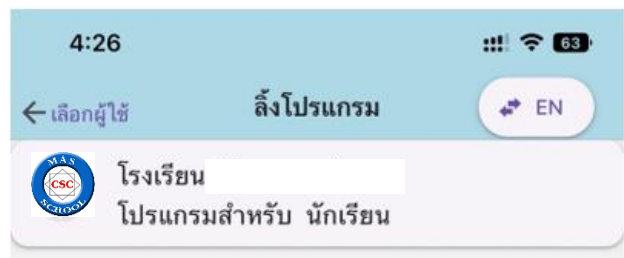 4:26
63
เลือกผู้ใช้
ลิ้งโปรแกรม
EN
MAS
CSC
SCHOOL
โรงเรียน
โปรแกรมสำหรับ นักเรียน